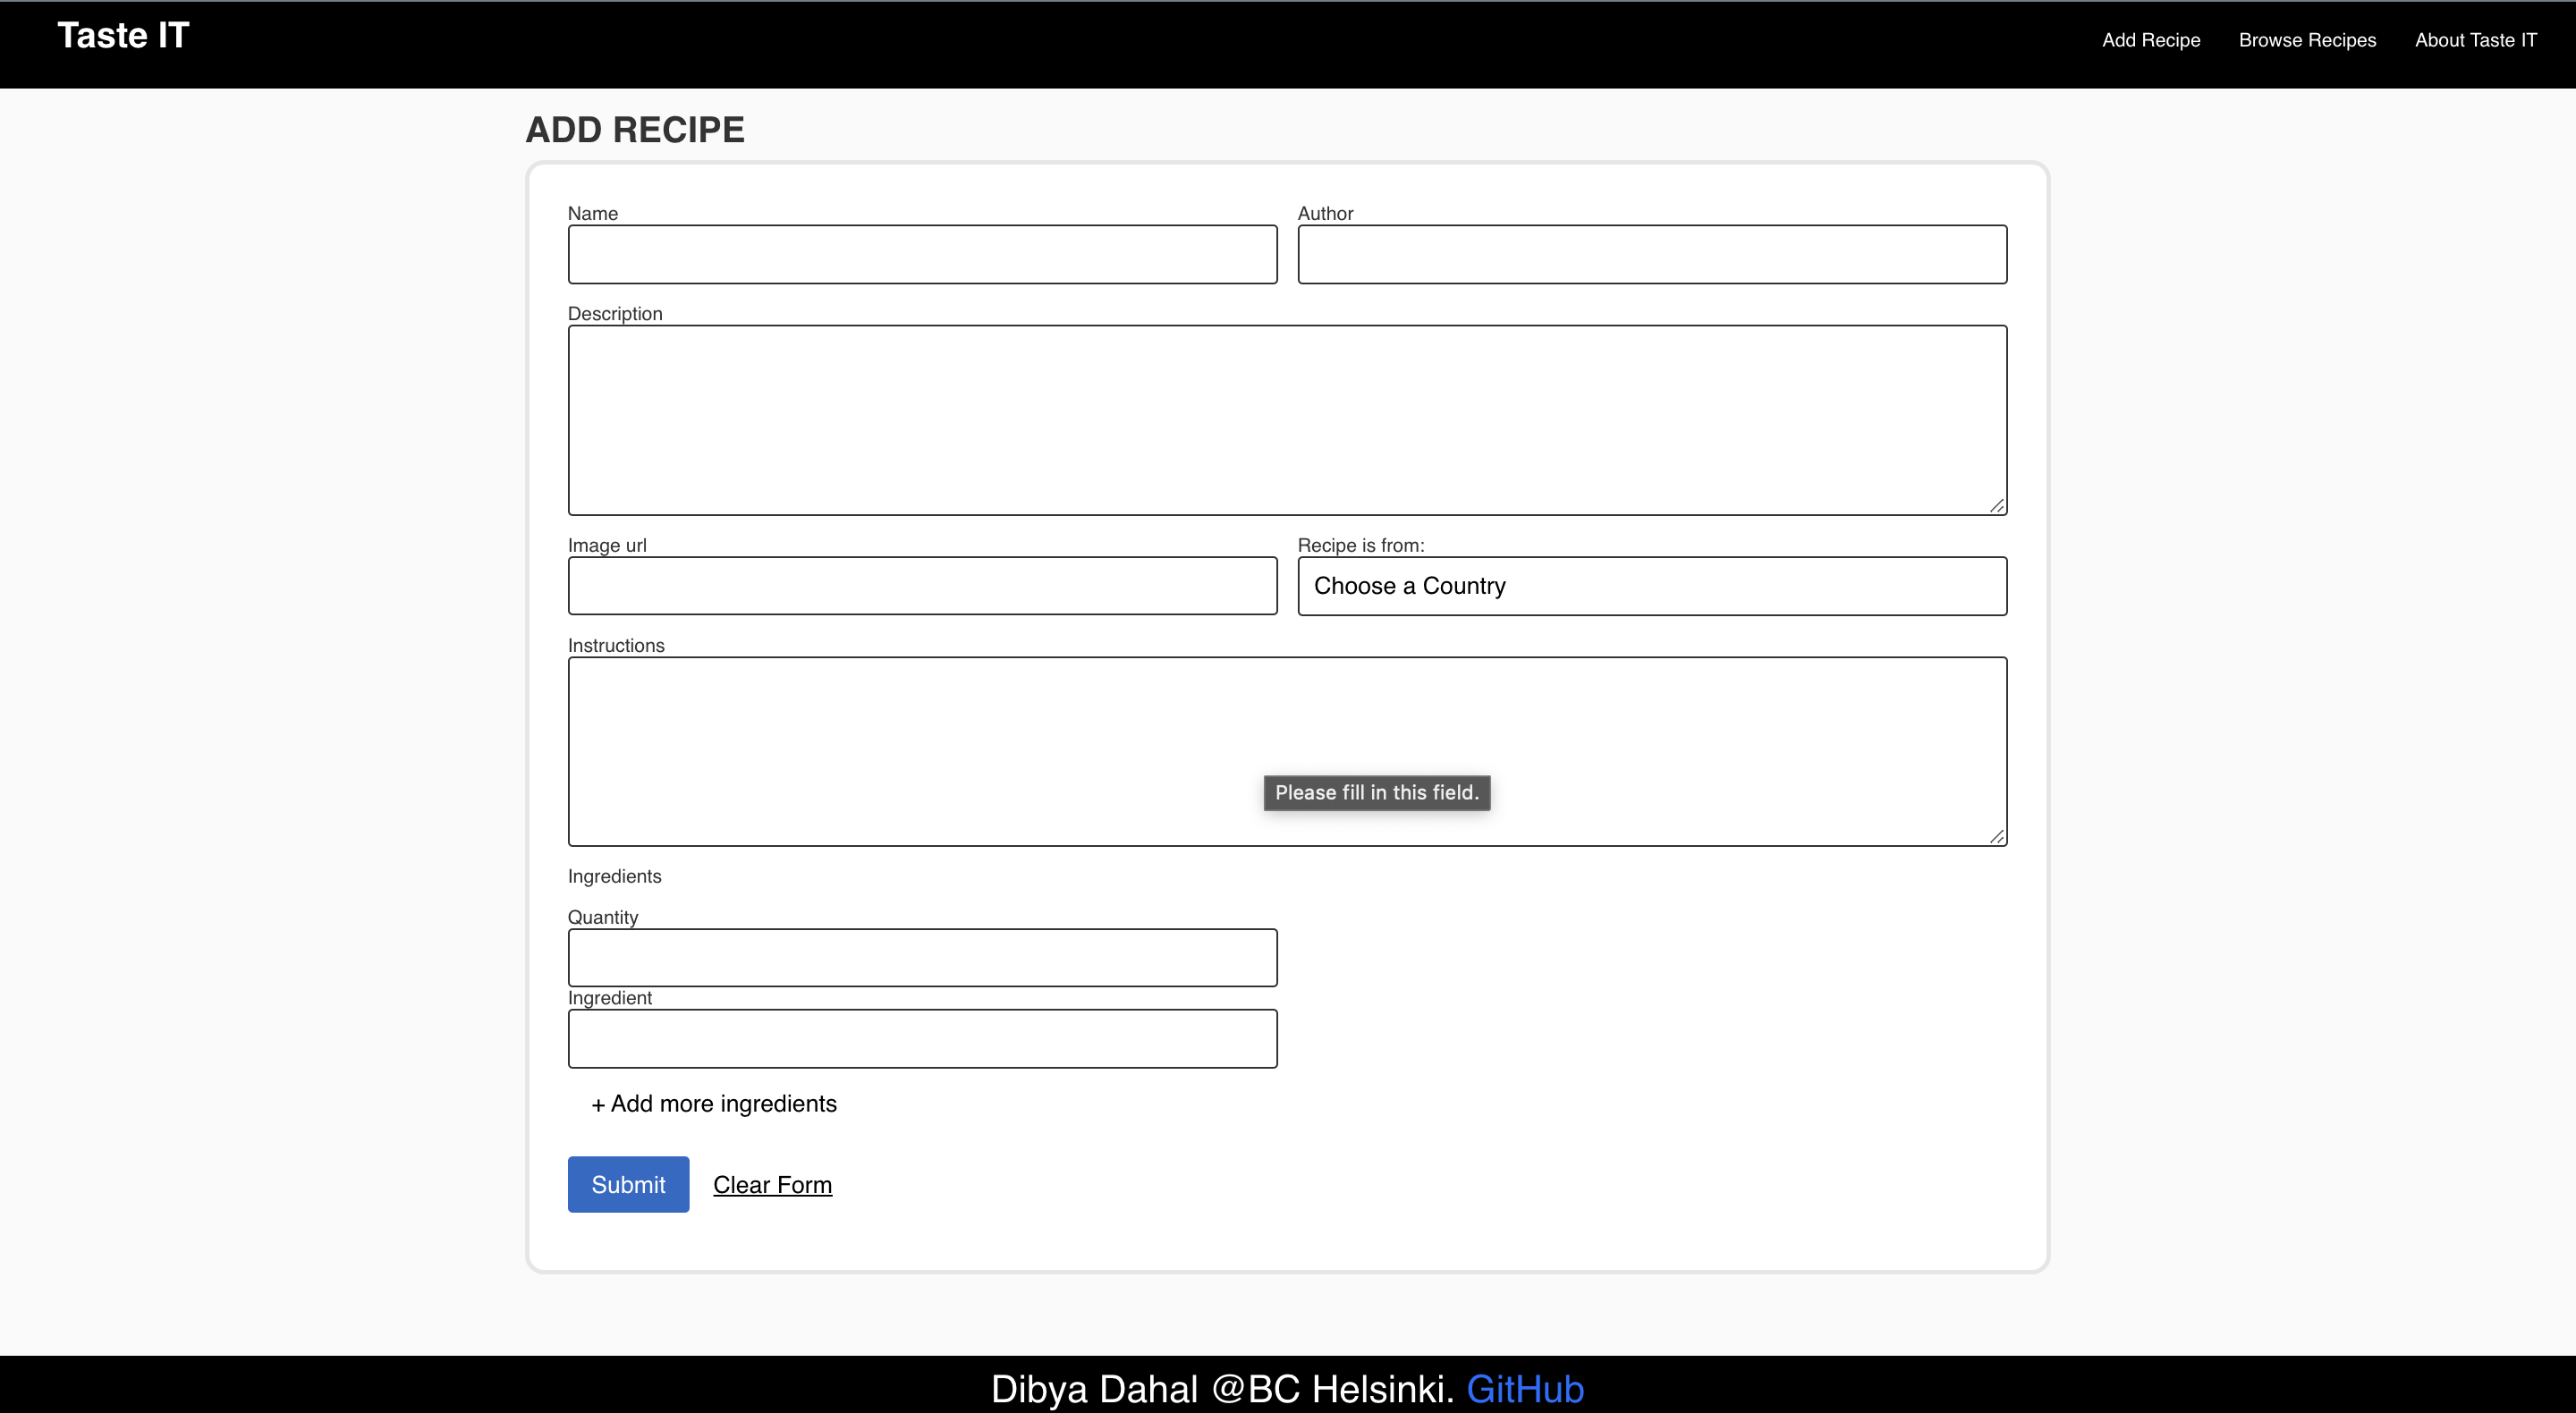 Taste IT
Add Recipe Browse Recipes About Taste IT
ADD RECIPE
Name Author
Description
Image url Recipe is from:
Choose a Country
Instructions
Please fill in this field.
Ingredients
Quantity
Ingredient
+ Add more ingredients
Submit Clear Form
Dibya Dahal @BC Helsinki. GitHub